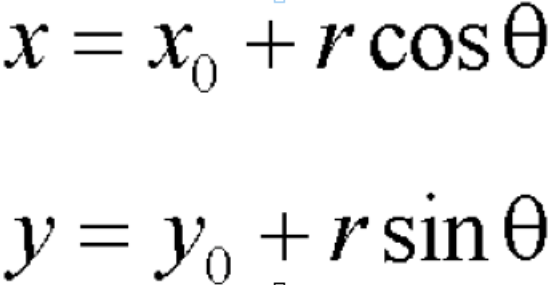 x = x₀ + r cos θ
y = y₀ + r sin θ